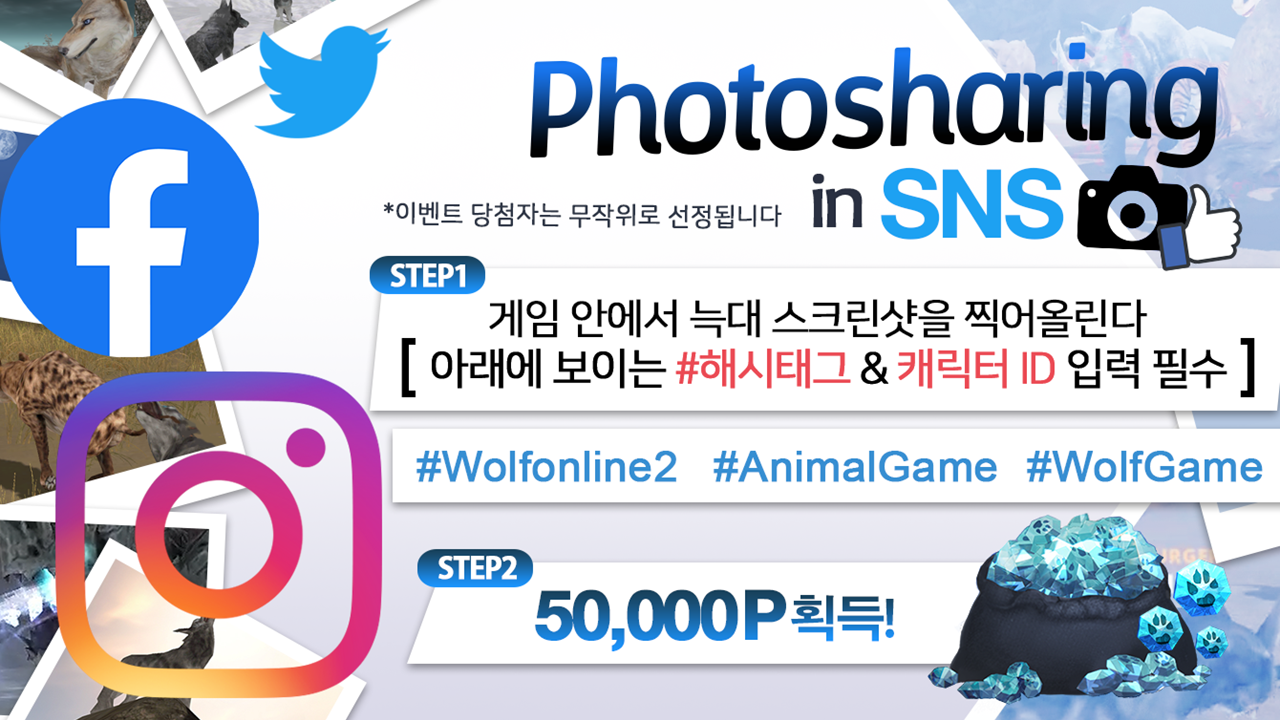 Photosharing
in SNS
*이벤트 당첨자는 무작위로 선정됩니다
STEP1
게임 안에서 늑대 스크린샷을 찍어올린다
[ 아래에 보이는 #해시태그 & 캐릭터 ID 입력 필수 ]
#Wolfonline2 #AnimalGame #WolfGame
STEP2
50,000P 획득!